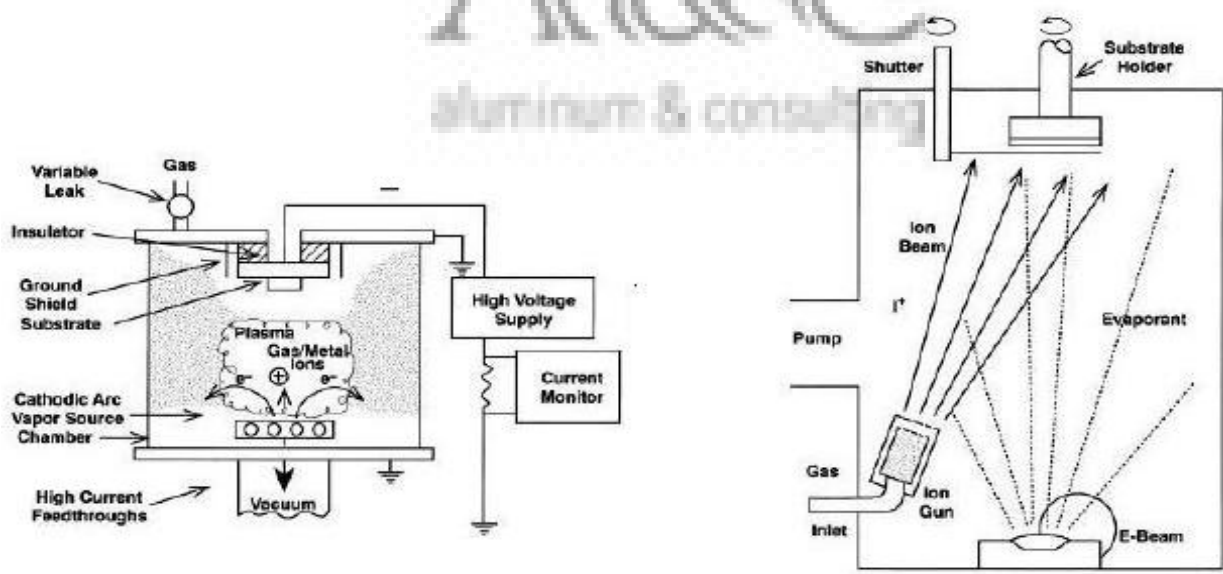 aluminum & consulting
Gas
Variable
Leak
Insulator
Ground
Shield
Substrate
Plasma
Gas/Metal
Ions
e-
+
e-
Cathodic Arc
Vapor Source
Chamber
High Current
Feedthroughs
Vacuum
−
High Voltage
Supply
Current
Monitor
Shutter
Substrate
Holder
Ion
Beam
I+
Evaporant
Pump
Gas
Inlet
Ion
Gun
E-Beam